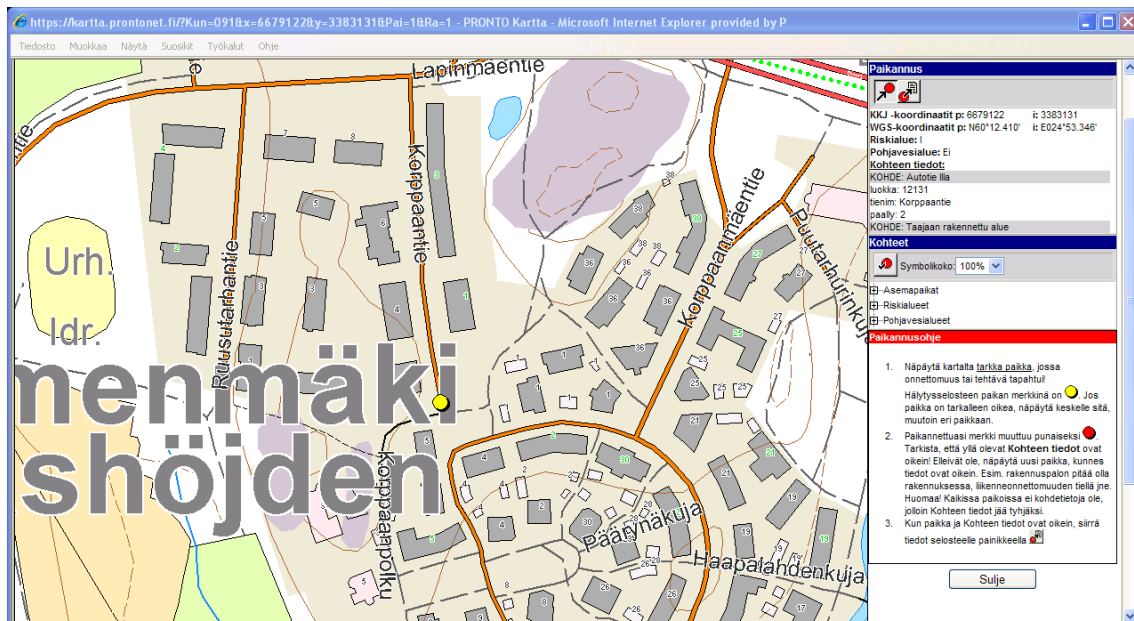 https://kartta.prontonet.fi/?Kun=091&x=6679122&y=3383131&Pai=1&Ra=1 - PRONTO Kartta - Microsoft Internet Explorer provided by P
Tiedosto Muokkaa Näytä Suosikit Työkalut Ohje
Lapinmäentie
Korppaantie
Ruusutarhantie
Korppaanmäentie
Puutarhurinkuja
Urh.
Idr.
menmäki
shöjden
Korppaanpolku
Päärynäkuja
Haapalahdenkuja
Paikannus
KKJ -koordinaatit p: 6679122 i: 3383131
WGS -koordinaatit p: N60°12.410' i: E024°53.346'
Riskialue: I
Pohjavesialue: Ei
Kohteen tiedot:
KOHDE: Autotie IIIa
luokka: 12131
tienim: Korppaantie
paally: 2
KOHDE: Taajaan rakennettu alue
Kohteet
Symbolikoko: 100%
Asemapaikat
Riskialueet
Pohjavesialueet
Paikannusohje
1. Näpäytä kartalta tarkka paikka, jossa
onnettomuus tai tehtävä tapahtui!
Hälytysselosteen paikan merkkinä on . Jos
paikka on tarkalleen oikea, näpäytä keskelle sitä,
muutoin eri paikkaan.
2. Paikannettuasi merkki muuttuu punaiseksi .
Tarkista, että yllä olevat Kohteen tiedot ovat
oikein! Elleivät ole, näpäytä uusi paikka, kunnes
tiedot ovat oikein. Esim. rakennuspalon pitää olla
rakennuksessa, liikenneonnettomuuden tiellä jne.
Huomaa! Kaikissa paikoissa ei kohdetietoja ole,
jolloin Kohteen tiedot jää tyhjäksi.
3. Kun paikka ja Kohteen tiedot ovat oikein, siirrä
tiedot selosteelle painikkeella
Sulje